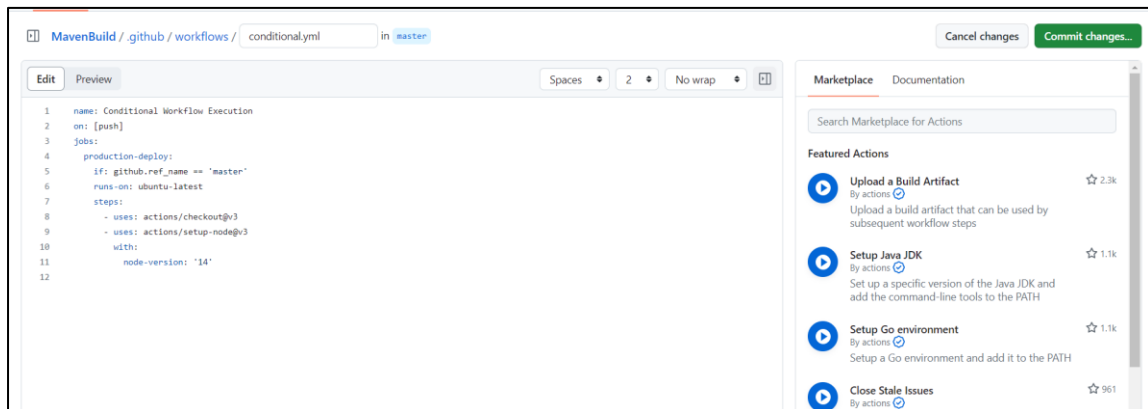 MavenBuild / .github / workflows / conditional.yml in master
Cancel changes
Commit changes...
Edit Preview
Spaces 2 No wrap
1 name: Conditional Workflow Execution
2 on: [push]
3 jobs:
4 production-deploy:
5 if: github.ref_name == 'master'
6 runs-on: ubuntu-latest
7 steps:
8 - uses: actions/checkout@v3
9 - uses: actions/setup-node@v3
10 with:
11 node-version: '14'
12
Marketplace Documentation
Search Marketplace for Actions
Featured Actions
Upload a Build Artifact 2.3k
By actions
Upload a build artifact that can be used by
subsequent workflow steps
Setup Java JDK 1.1k
By actions
Set up a specific version of the Java JDK and
add the command-line tools to the PATH
Setup Go environment 1.1k
By actions
Setup a Go environment and add it to the PATH
Close Stale Issues 961
By actions